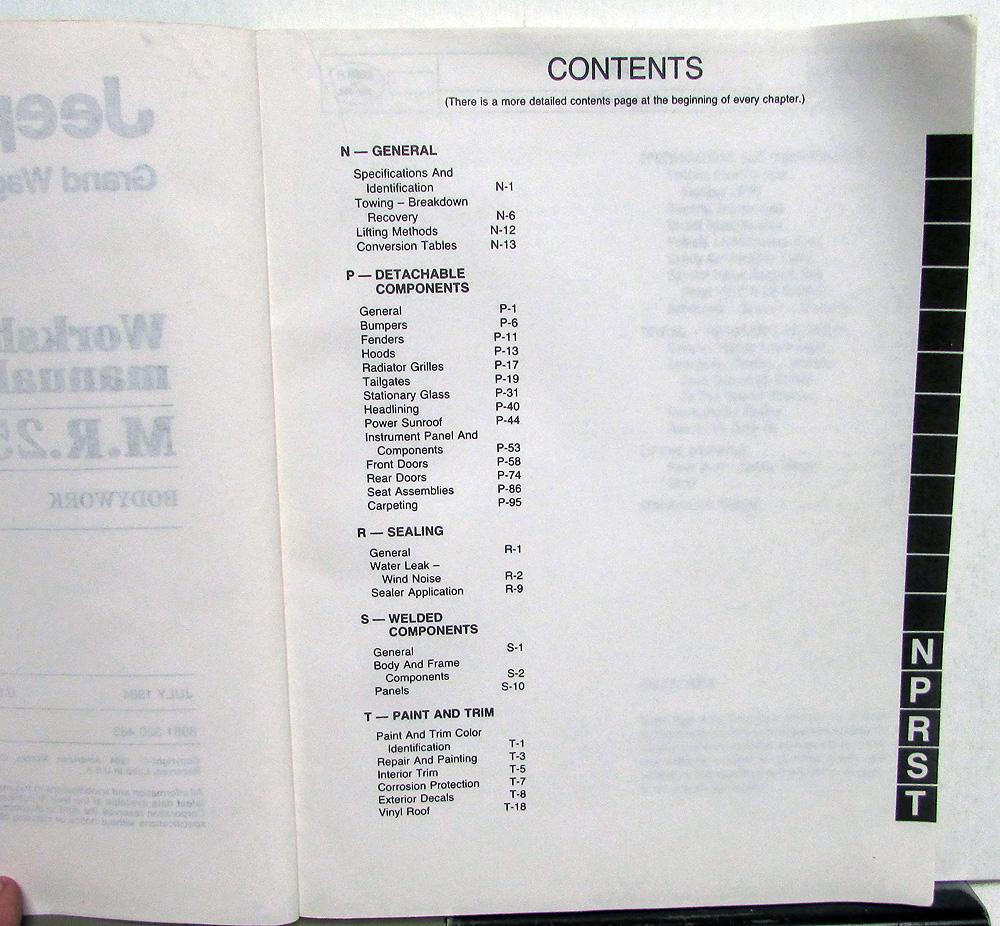 Jeep
Grand Wag
Worksh
manual
M.R.25
BODYWORK
JULY 1984
CONTENTS
(There is a more detailed contents page at the beginning of every chapter.)
N — GENERAL
Specifications And
Identification N-1
Towing – Breakdown
Recovery N-6
Lifting Methods N-12
Conversion Tables N-13
P — DETACHABLE
COMPONENTS
General P-1
Bumpers P-6
Fenders P-11
Hoods P-13
Radiator Grilles P-17
Tailgates P-19
Stationary Glass P-31
Headlining P-40
Power Sunroof P-44
Instrument Panel And
Components P-53
Front Doors P-58
Rear Doors P-74
Seat Assemblies P-86
Carpeting P-95
R — SEALING
General R-1
Water Leak –
Wind Noise R-2
Sealer Application R-9
S — WELDED
COMPONENTS
General S-1
Body And Frame
Components S-2
Panels S-10
T — PAINT AND TRIM
Paint And Trim Color
Identification T-1
Repair And Painting T-3
Interior Trim T-5
Corrosion Protection T-7
Exterior Decals T-8
Vinyl Roof T-18
N
P
R
S
T